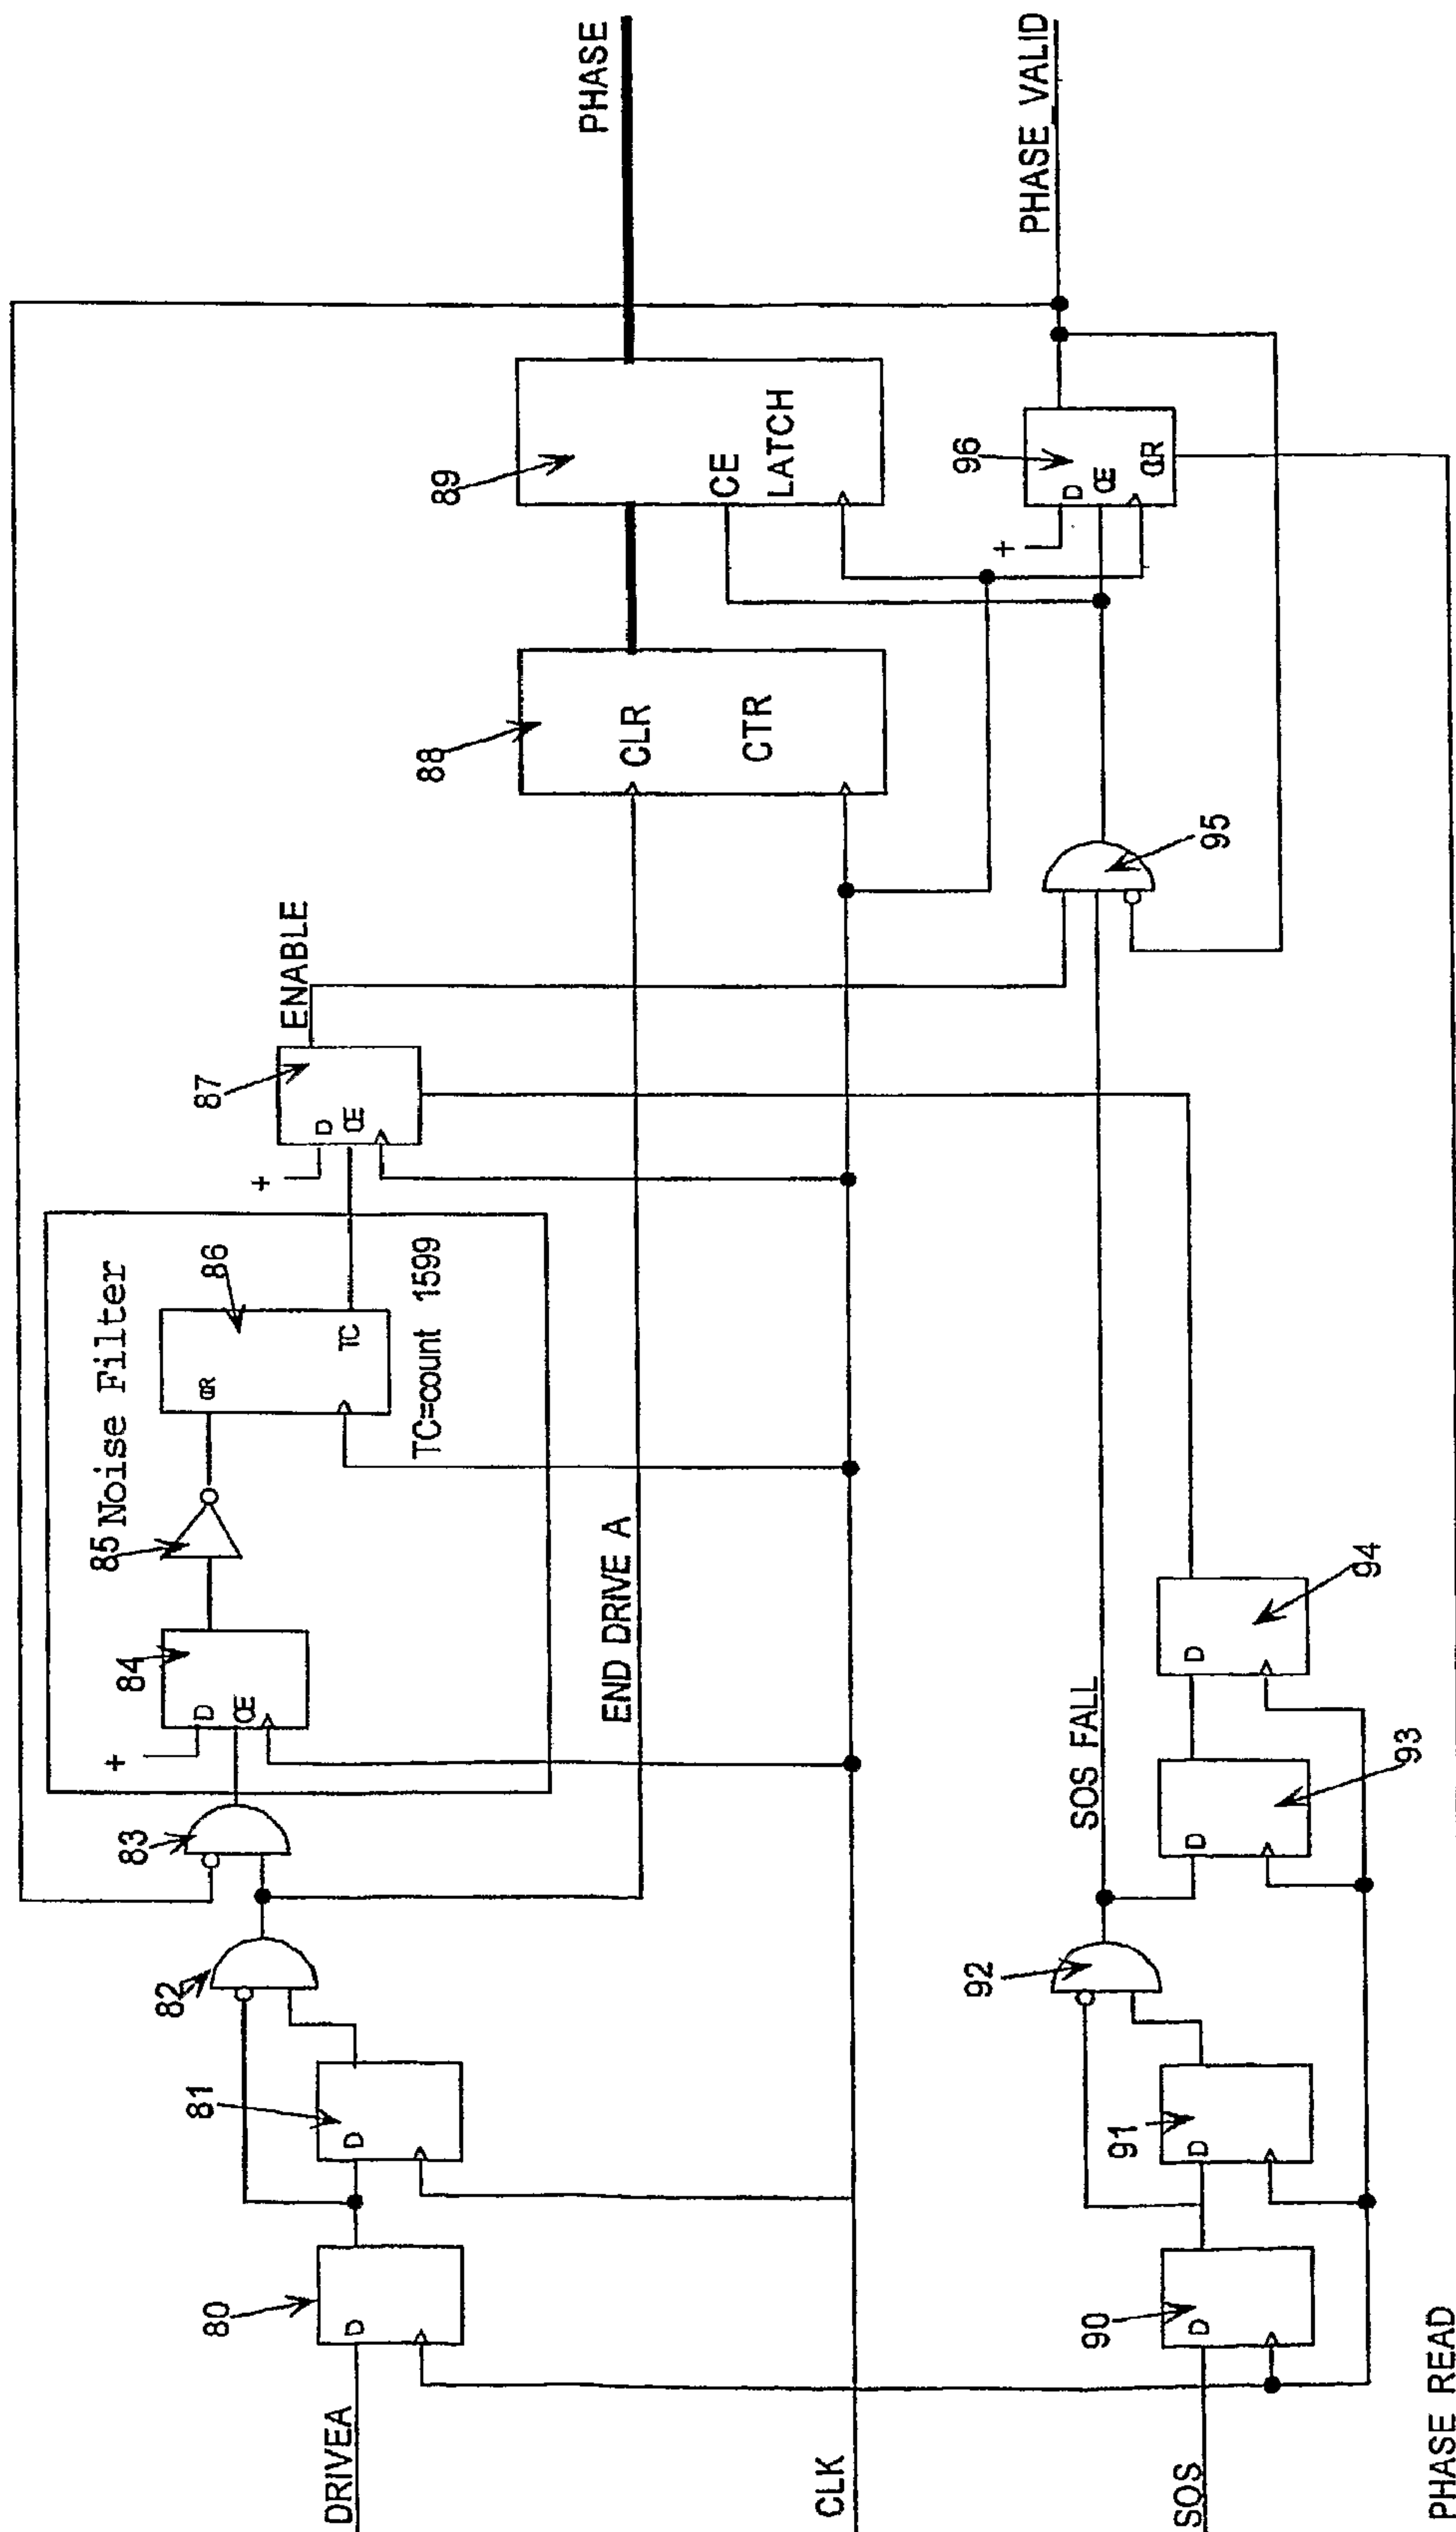 Noise Filter
85
86
TC=count 1599
CLR
TC
84
+
D
CE
83
82
81
D
80
D
DRIVEA
87
ENABLE
+
D
CE
END DRIVE A
88
CLR
CTR
89
CE
LATCH
PHASE
CLK
SOS FALL
92
91
D
90
D
SOS
93
D
94
D
95
96
+
D
CE
CLR
PHASE VALID
PHASE READ